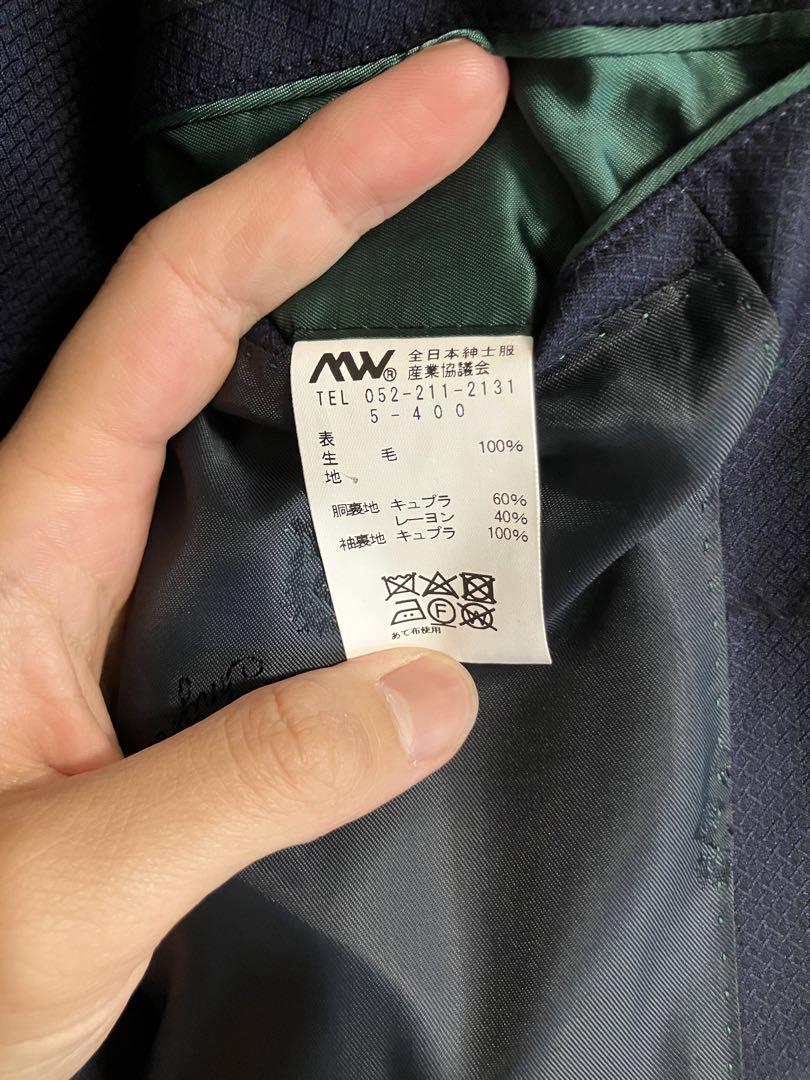 MW® 全日本紳士服
産業協議会
TEL 052-211-2131
5-400
表生地 毛 100%
胴裏地 キュプラ 60%
レーヨン 40%
袖裏地 キュプラ 100%
F
W
あて布使用